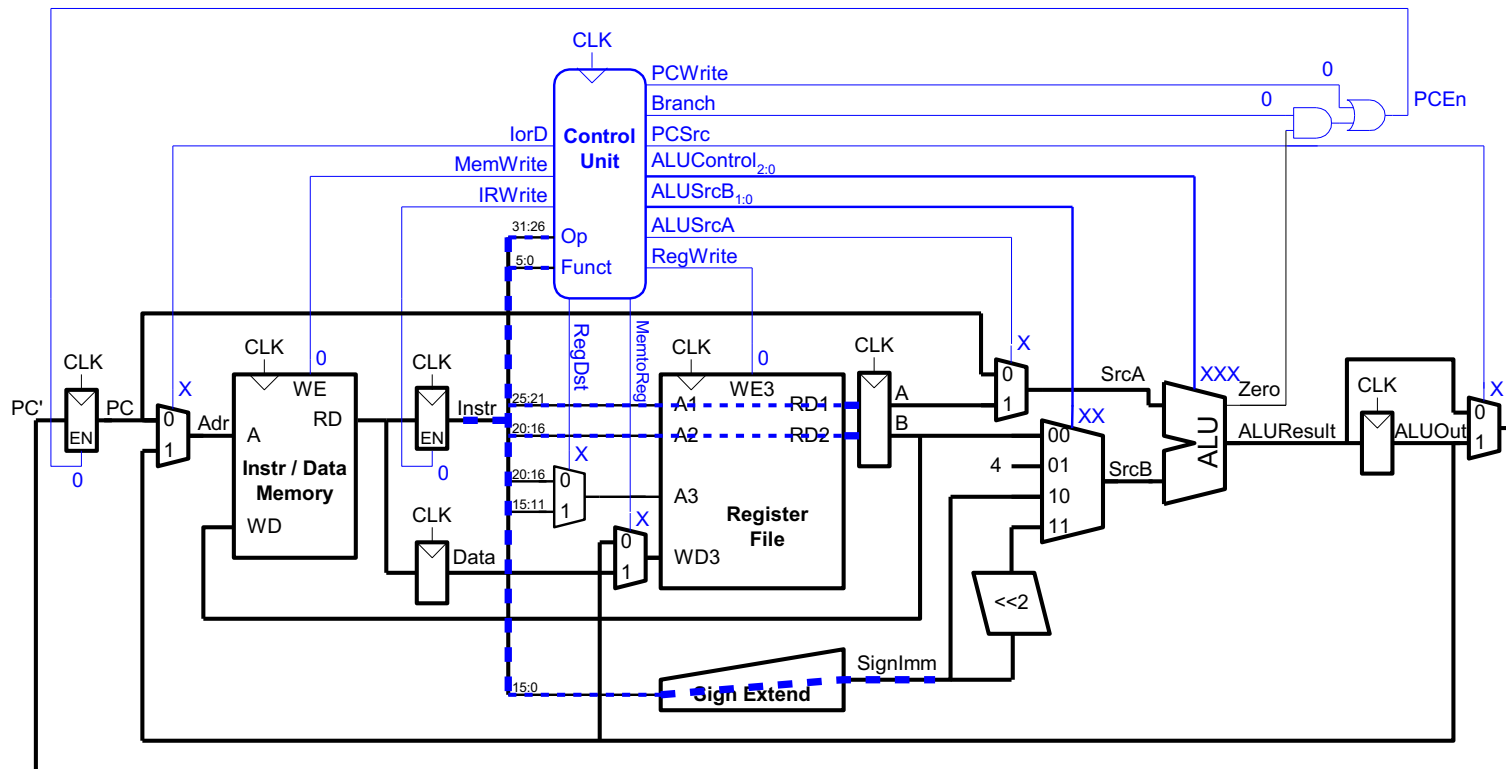 CLK
PCWrite 0
Branch 0 PCEn
IorD Control PCSrc
MemWrite Unit ALUControl2:0
IRWrite ALUSrcB1:0
31:26 Op ALUSrcA
5:0 Funct RegWrite
RegDst MemtoReg
CLK X CLK 0 CLK CLK 0 CLK X
WE WE3 XXX Zero CLK X
PC' PC 0 Adr RD Instr 25:21 A1 RD1 A 0 SrcA 0
EN 1 A EN 20:16 A2 RD2 B 1 XX ALUResult ALUOut 1
00
0 Instr / Data 0 X 4 01 SrcB ALU
Memory 20:16 0 A3 10
15:11 1 Register
WD CLK X File 11
Data 0 WD3
1
<<2
SignImm
15:0 Sign Extend